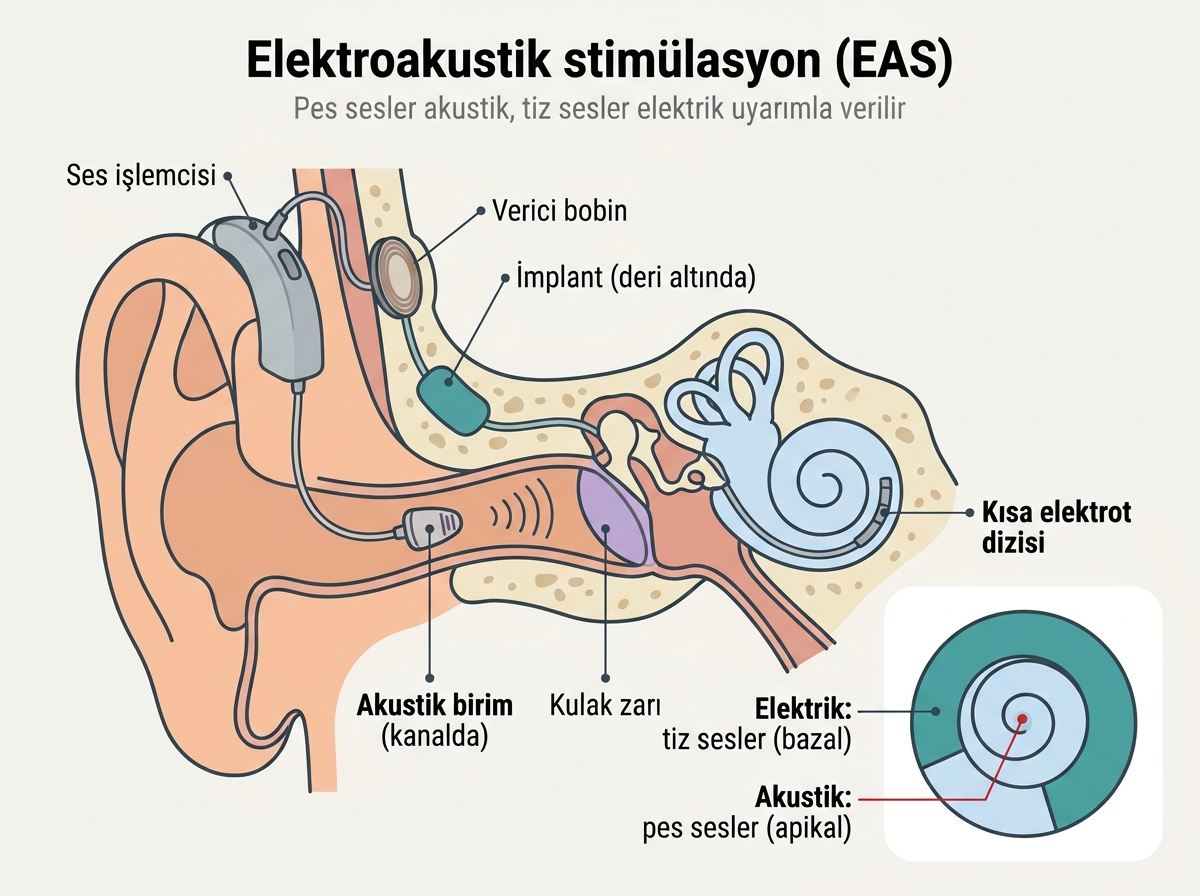 Elektroakustik stimülasyon (EAS)
Pes sesler akustik, tiz sesler elektrik uyarımla verilir
Ses işlemcisi
Verici bobin
İmplant (deri altında)
Kısa elektrot
dizisi
Akustik birim
(kanalda)
Kulak zarı
Elektrik:
tiz sesler (bazal)
Akustik:
pes sesler (apikal)